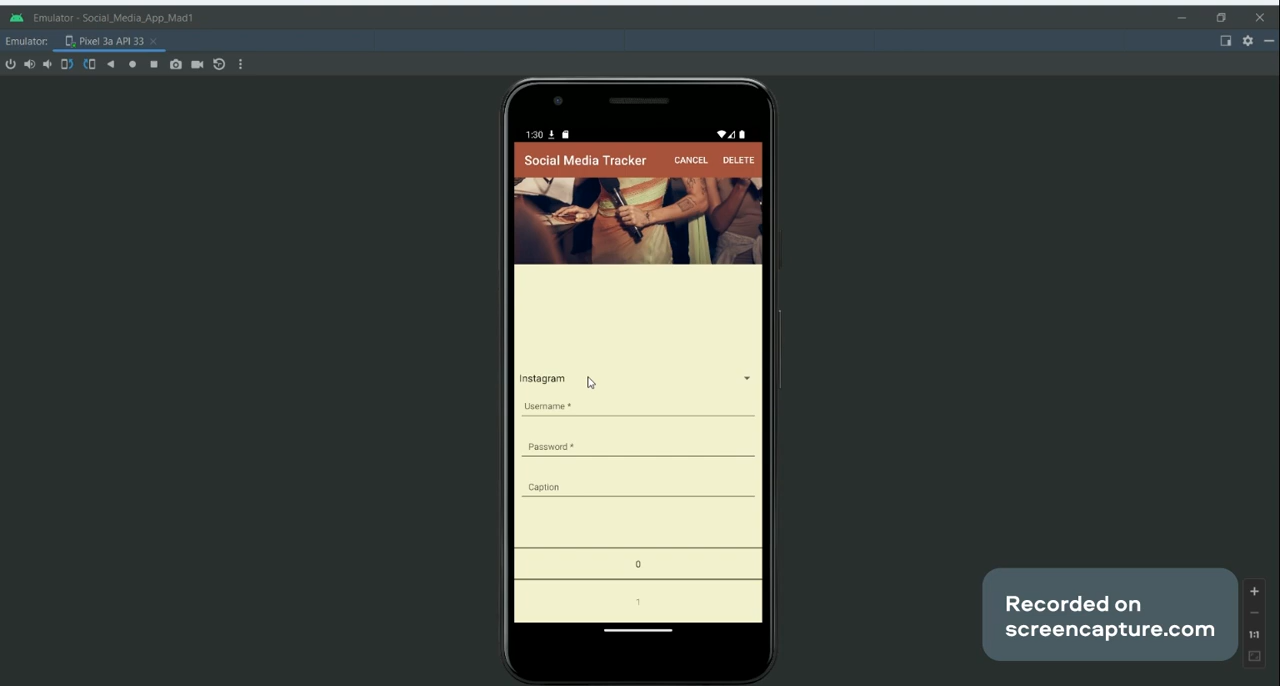 Emulator - Social_Media_App_Mad1
Emulator:
Pixel 3a API 33
1:30
Social Media Tracker
CANCEL
DELETE
Instagram
Username *
Password *
Caption
0
1
Recorded on
screencapture.com
1:1